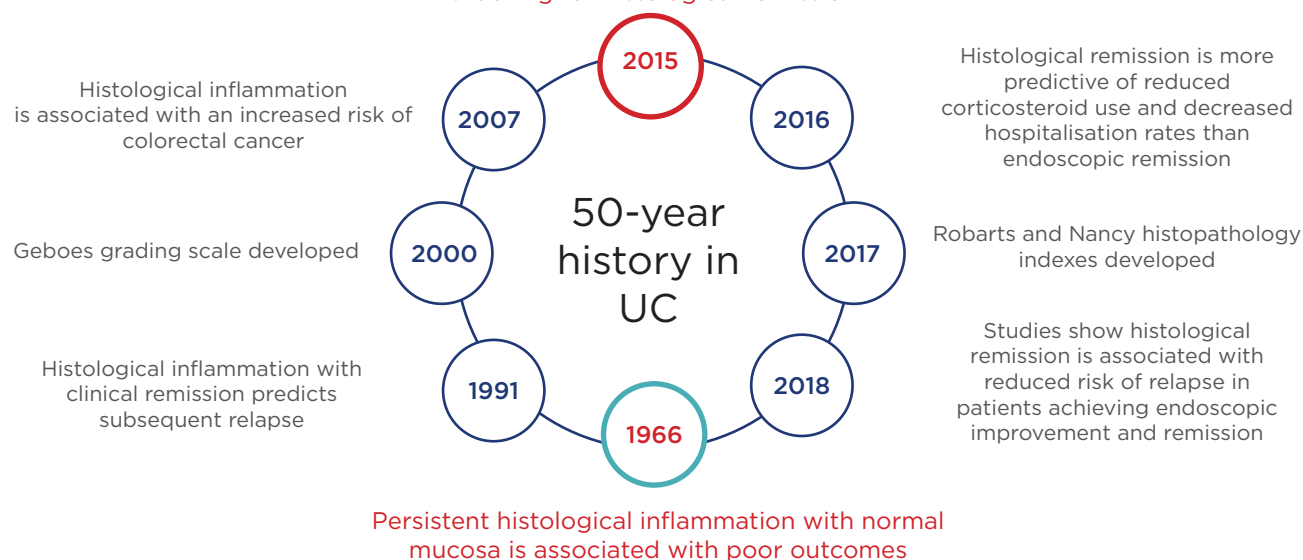 2015
Histological inflammation
is associated with an increased risk of
colorectal cancer
2007
2016
Histological remission is more
predictive of reduced
corticosteroid use and decreased
hospitalisation rates than
endoscopic remission
50-year
history in
UC
Geboes grading scale developed
2000
2017
Robarts and Nancy histopathology
indexes developed
Histological inflammation with
clinical remission predicts
subsequent relapse
1991
2018
Studies show histological
remission is associated with
reduced risk of relapse in
patients achieving endoscopic
improvement and remission
1966
Persistent histological inflammation with normal
mucosa is associated with poor outcomes